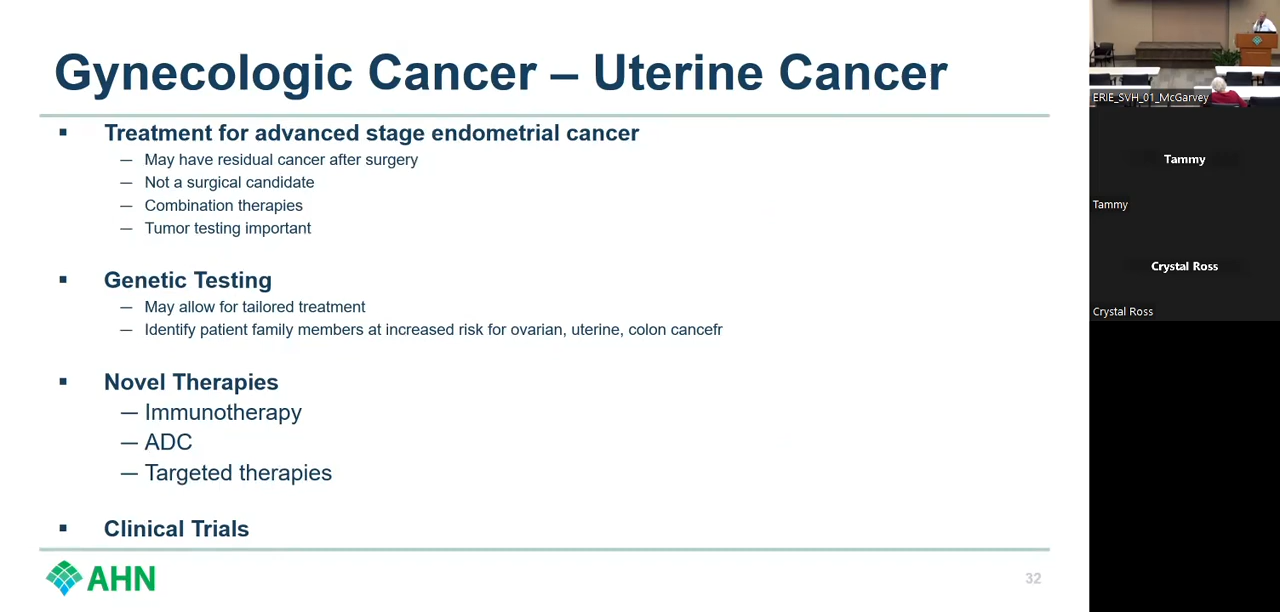 Gynecologic Cancer – Uterine Cancer
▪ Treatment for advanced stage endometrial cancer
— May have residual cancer after surgery
— Not a surgical candidate
— Combination therapies
— Tumor testing important
▪ Genetic Testing
— May allow for tailored treatment
— Identify patient family members at increased risk for ovarian, uterine, colon cancefr
▪ Novel Therapies
— Immunotherapy
— ADC
— Targeted therapies
▪ Clinical Trials
AHN
32
ERIE_SVH_01_McGarvey
Tammy
Tammy
Crystal Ross
Crystal Ross